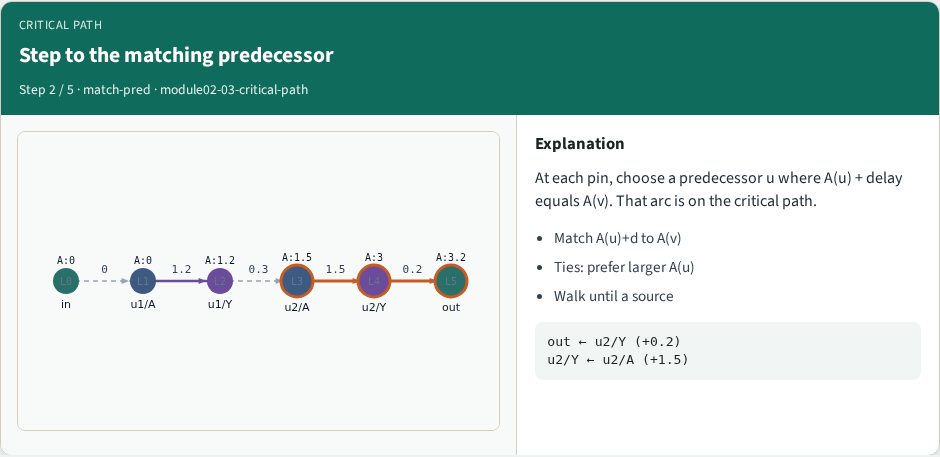 CRITICAL PATH
Step to the matching predecessor
Step 2 / 5 · match-pred · module02-03-critical-path
A:0 A:0 A:1.2 A:1.5 A:3 A:3.2
0 1.2 0.3 1.5 0.2
L0 L1 L2 L3 L4 L5
in u1/A u1/Y u2/A u2/Y out
Explanation
At each pin, choose a predecessor u where A(u) + delay
equals A(v). That arc is on the critical path.
• Match A(u)+d to A(v)
• Ties: prefer larger A(u)
• Walk until a source
out ← u2/Y (+0.2)
u2/Y ← u2/A (+1.5)